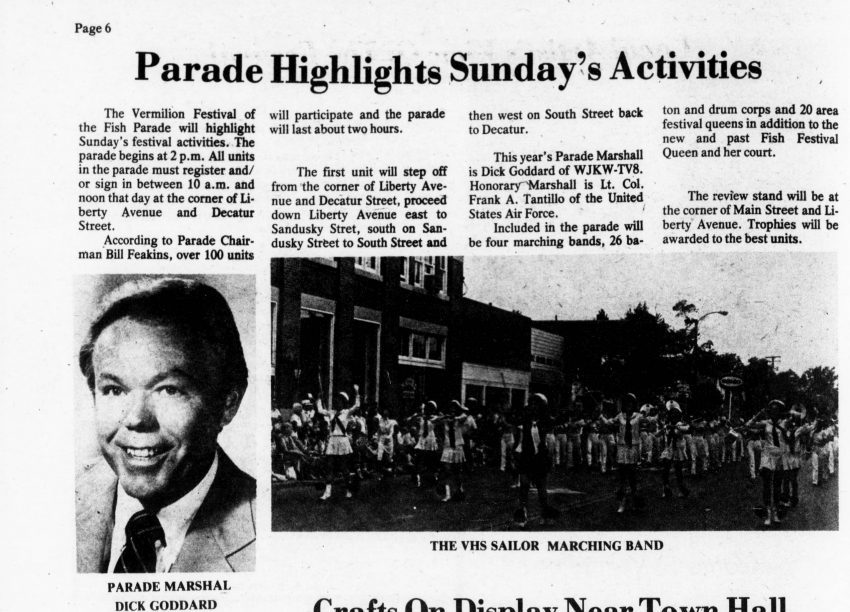 Page 6
Parade Highlights Sunday's Activities
The Vermilion Festival of
the Fish Parade will highlight
Sunday's festival activities. The
parade begins at 2 p.m. All units
in the parade must register and/
or sign in between 10 a.m. and
noon that day at the corner of Li-
berty Avenue and Decatur
Street.
According to Parade Chair-
man Bill Feakins, over 100 units
will participate and the parade
will last about two hours.
The first unit will step off
from the corner of Liberty Ave-
nue and Decatur Street, proceed
down Liberty Avenue east to
Sandusky Stret, south on San-
dusky Street to South Street and
then west on South Street back
to Decatur.
This year's Parade Marshall
is Dick Goddard of WJKW-TV8.
Honorary Marshall is Lt. Col.
Frank A. Tantillo of the United
States Air Force.
Included in the parade will
be four marching bands, 26 ba-
ton and drum corps and 20 area
festival queens in addition to the
new and past Fish Festival
Queen and her court.
The review stand will be at
the corner of Main Street and Li-
berty Avenue. Trophies will be
awarded to the best units.
THE VHS SAILOR MARCHING BAND
PARADE MARSHAL
DICK GODDARD
Crafts On Display Near Town Hall